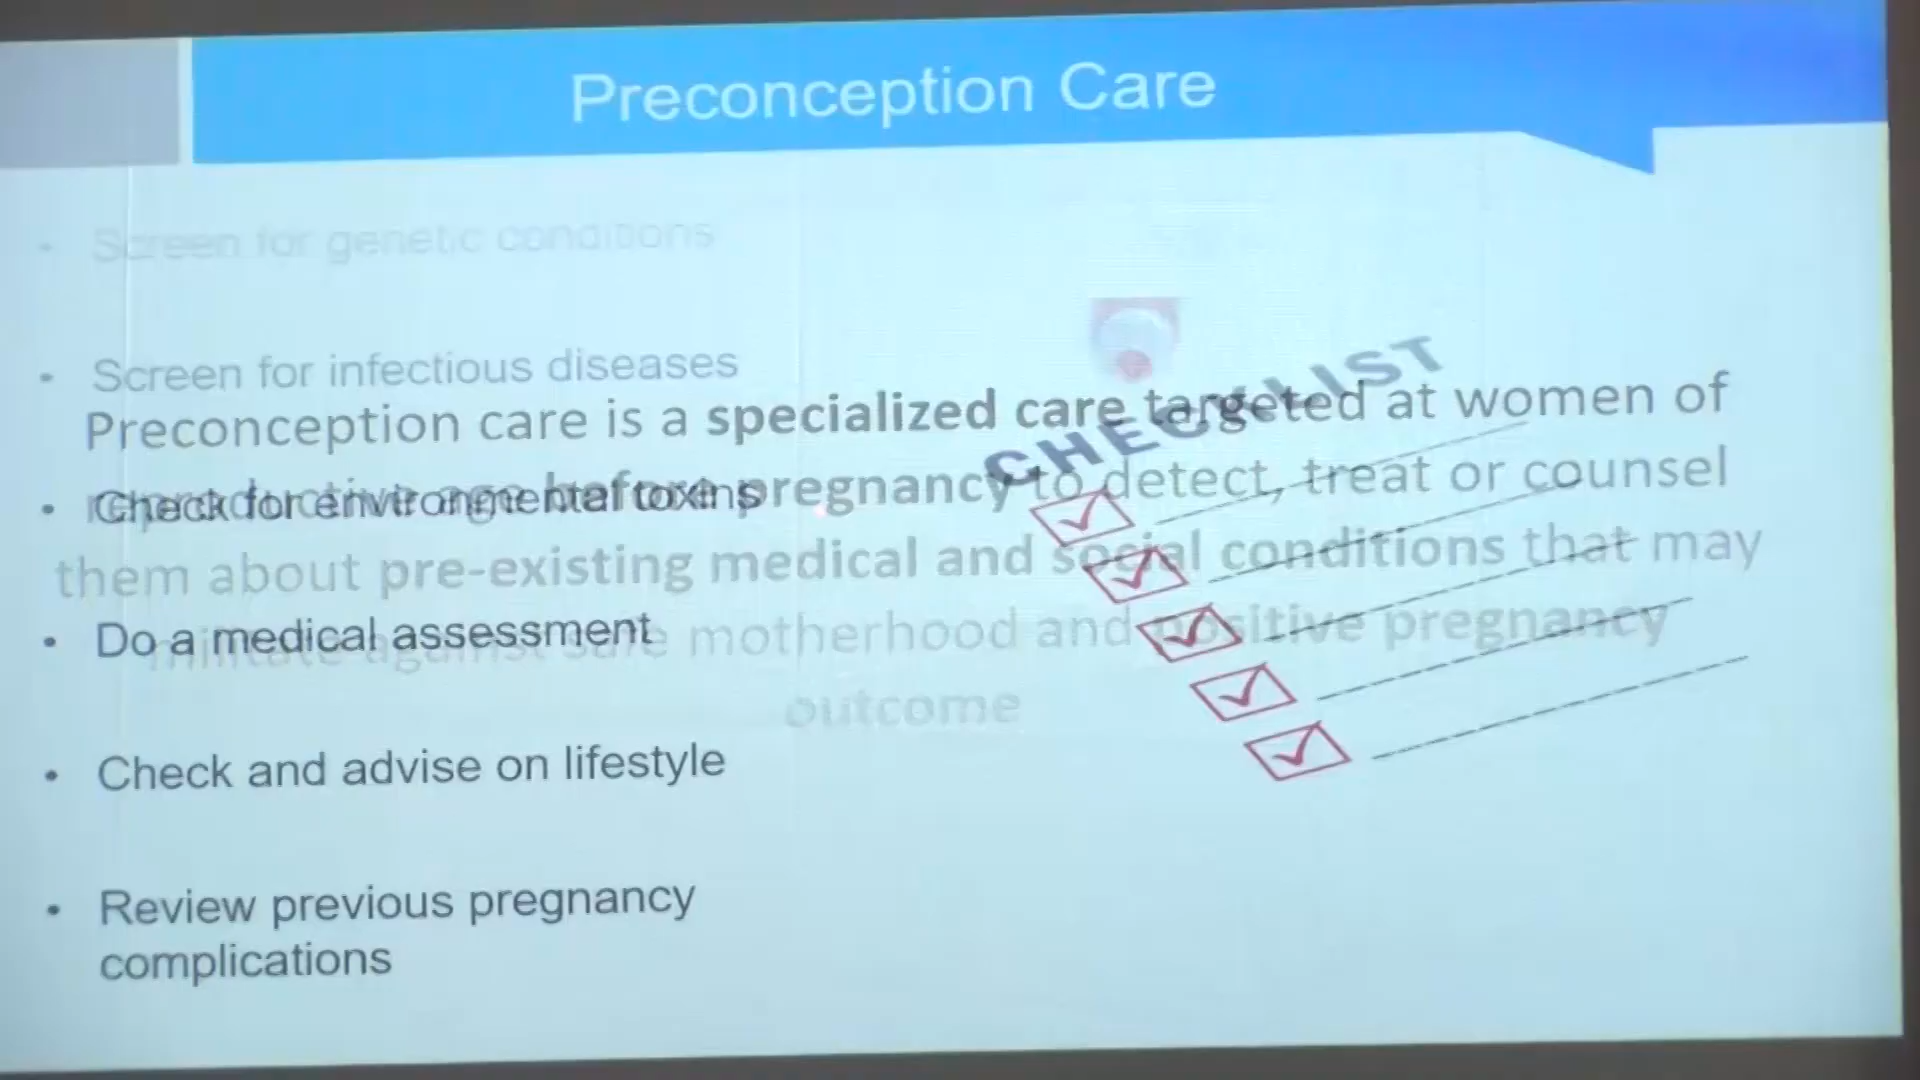 Preconception Care
• Screen for genetic conditions
• Screen for infectious diseases
• Check for environmental toxins
• Do a medical assessment
• Check and advise on lifestyle
• Review previous pregnancy
complications
Preconception care is a specialized care targeted at women of
reproductive age before pregnancy to detect, treat or counsel
them about pre-existing medical and social conditions that may
militate against safe motherhood and positive pregnancy
outcome
CHECKLIST